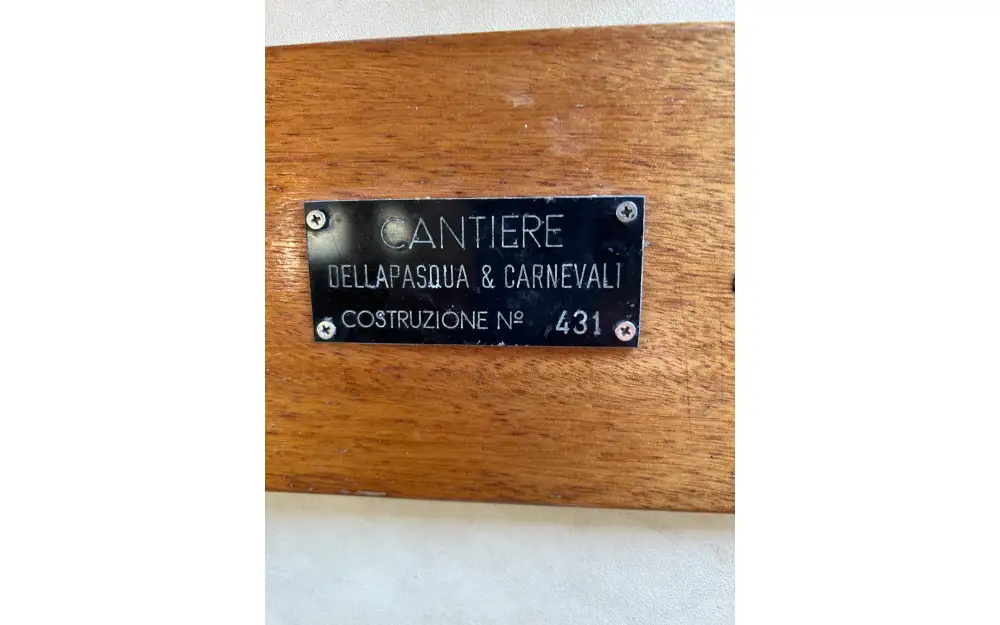 CANTIERE
DELLAPASQUA & CARNEVALI
COSTRUZIONE Nº 431